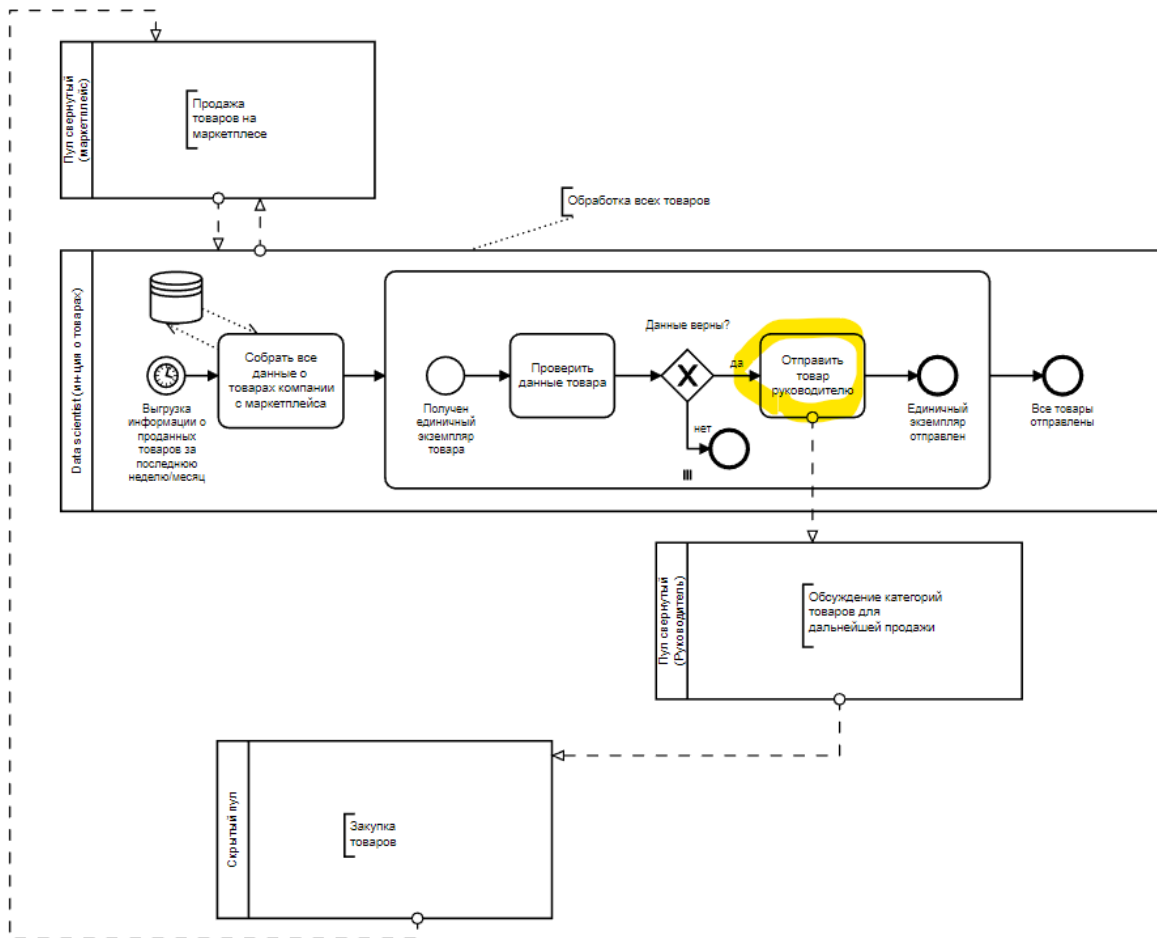 Пул свернутый
(маркетплейс)
Продажа
товаров на
маркетплесе
Обработка всех товаров
Data scientist (ин-ция о товарах)
Выгрузка
информации о
проданных
товаров за
последнюю
неделю/месяц
Собрать все
данные о
товарах компании
с маркетплейса
Получен
единичный
экземпляр
товара
Проверить
данные товара
Данные верны?
да
нет
Отправить
товар
руководителю
Единичный
экземпляр
отправлен
Все товары
отправлены
Пул свернутый
(Руководитель)
Обсуждение категорий
товаров для
дальнейшей продажи
Скрытый пул
Закупка
товаров